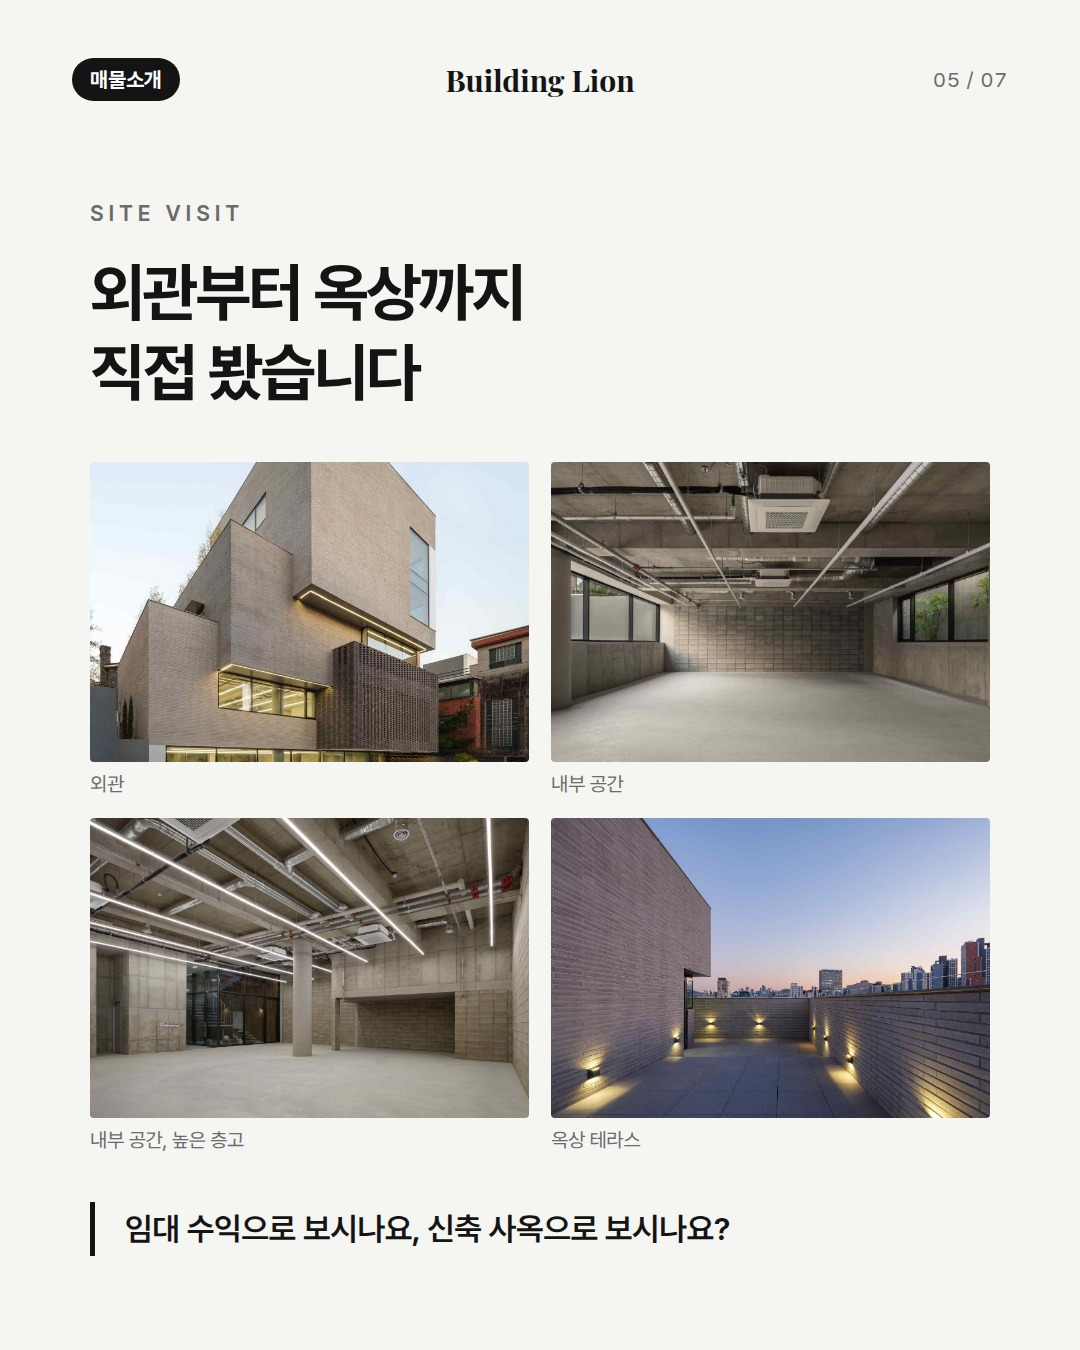 매물소개
Building Lion
05 / 07
SITE VISIT
외관부터 옥상까지
직접 봤습니다
외관
내부 공간
내부 공간, 높은 층고
옥상 테라스
임대 수익으로 보시나요, 신축 사옥으로 보시나요?